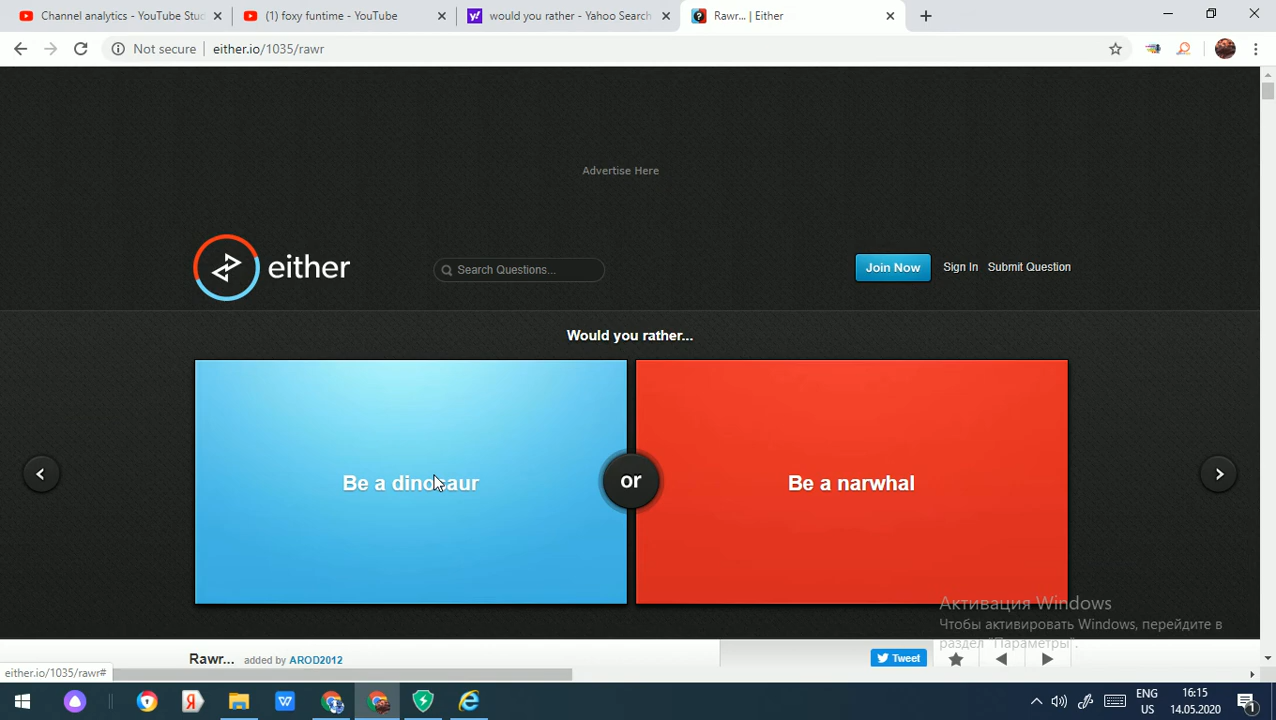 Channel analytics - YouTube Stud
(1) foxy funtime - YouTube
would you rather - Yahoo Search
Rawr... | Either
Not secure
either.io/1035/rawr
Advertise Here
either
Search Questions...
Join Now
Sign In
Submit Question
Would you rather...
Be a dinosaur
or
Be a narwhal
Активация Windows
Чтобы активировать Windows, перейдите в
раздел "Параметры".
Rawr... added by AROD2012
Tweet
either.io/1035/rawr#
ENG
US
16:15
14.05.2020
1